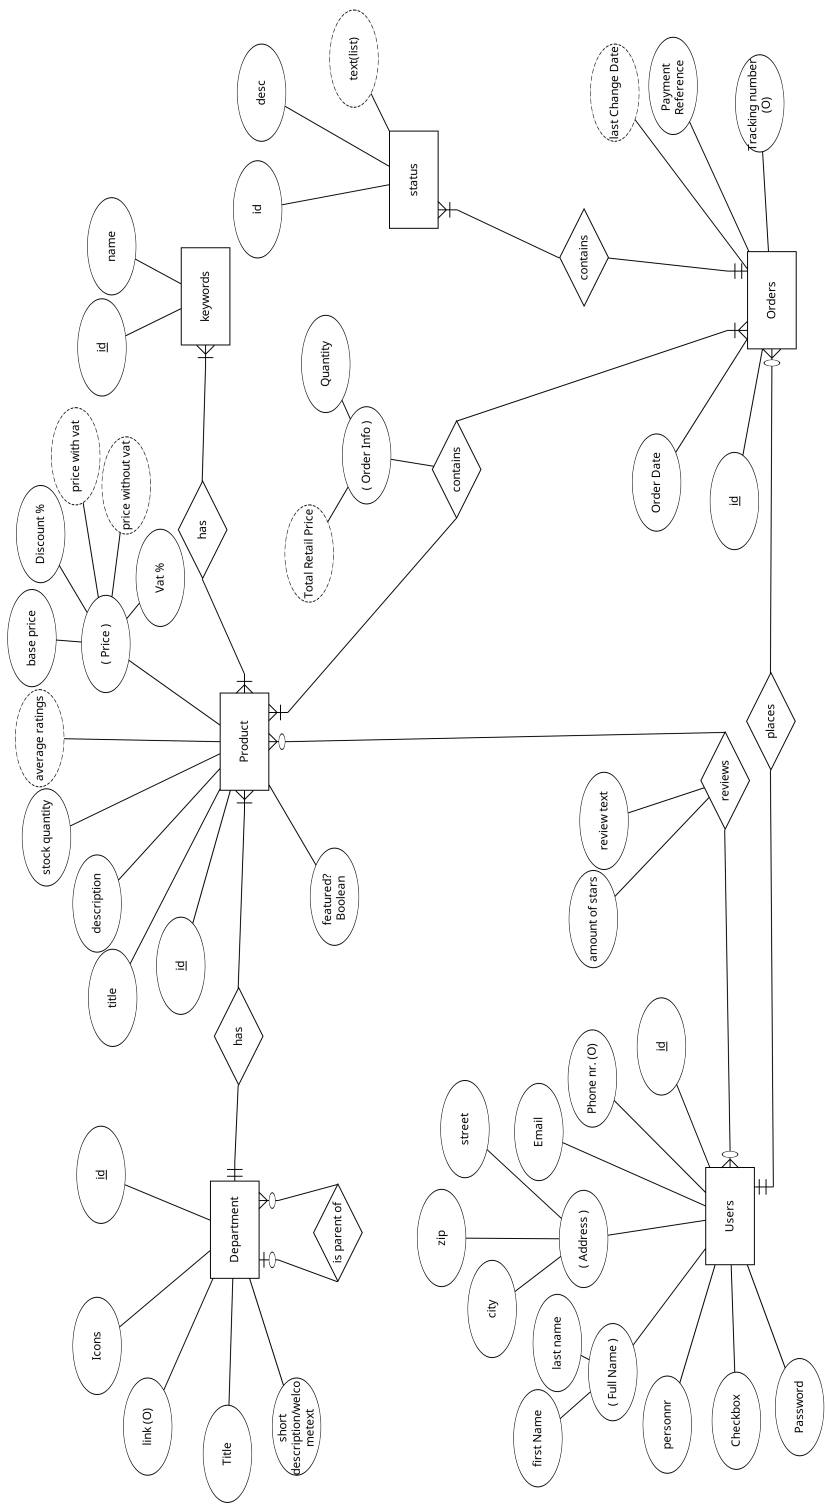 text(list)
desc
id
status
last Change Date
Payment
Reference
Tracking number
(O)
contains
Orders
Order Date
id
name
id
keywords
has
Quantity
( Order Info )
Total Retail Price
contains
price with vat
price without vat
Discount %
Vat %
base price
( Price )
average ratings
stock quantity
description
title
id
Product
featured?
Boolean
places
reviews
review text
amount of stars
has
id
Icons
link (O)
Title
short
description/welco
metext
Department
is parent of
street
zip
city
( Address )
Email
Phone nr. (O)
id
Users
last name
first Name
( Full Name )
personnr
Checkbox
Password